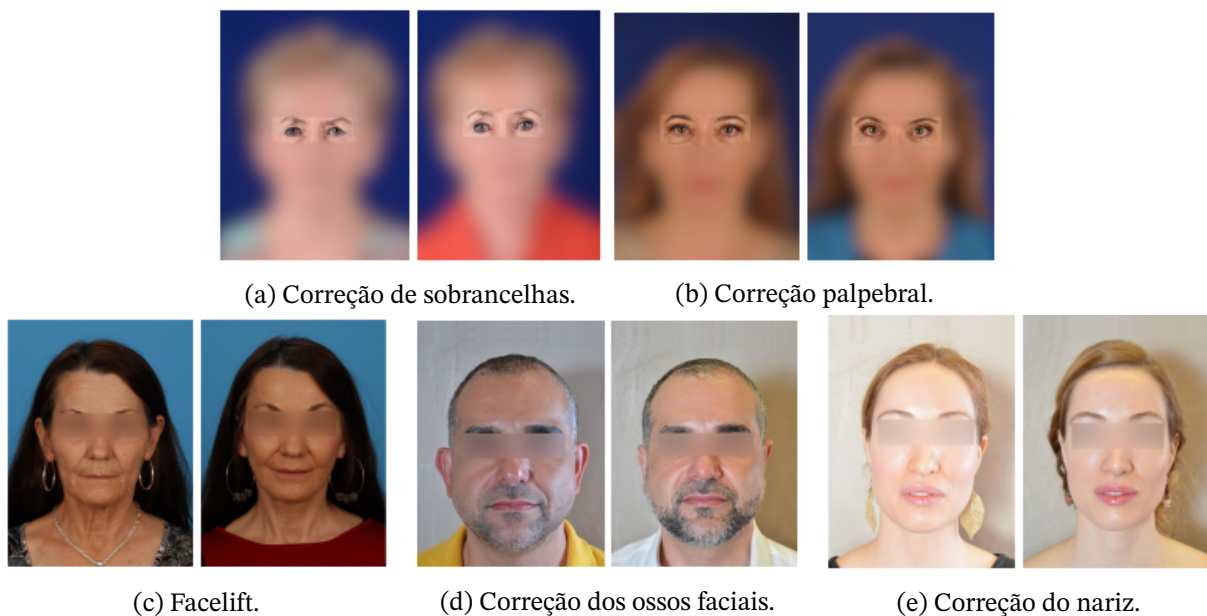 (a) Correção de sobrancelhas.
(b) Correção palpebral.
(c) Facelift.
(d) Correção dos ossos faciais.
(e) Correção do nariz.